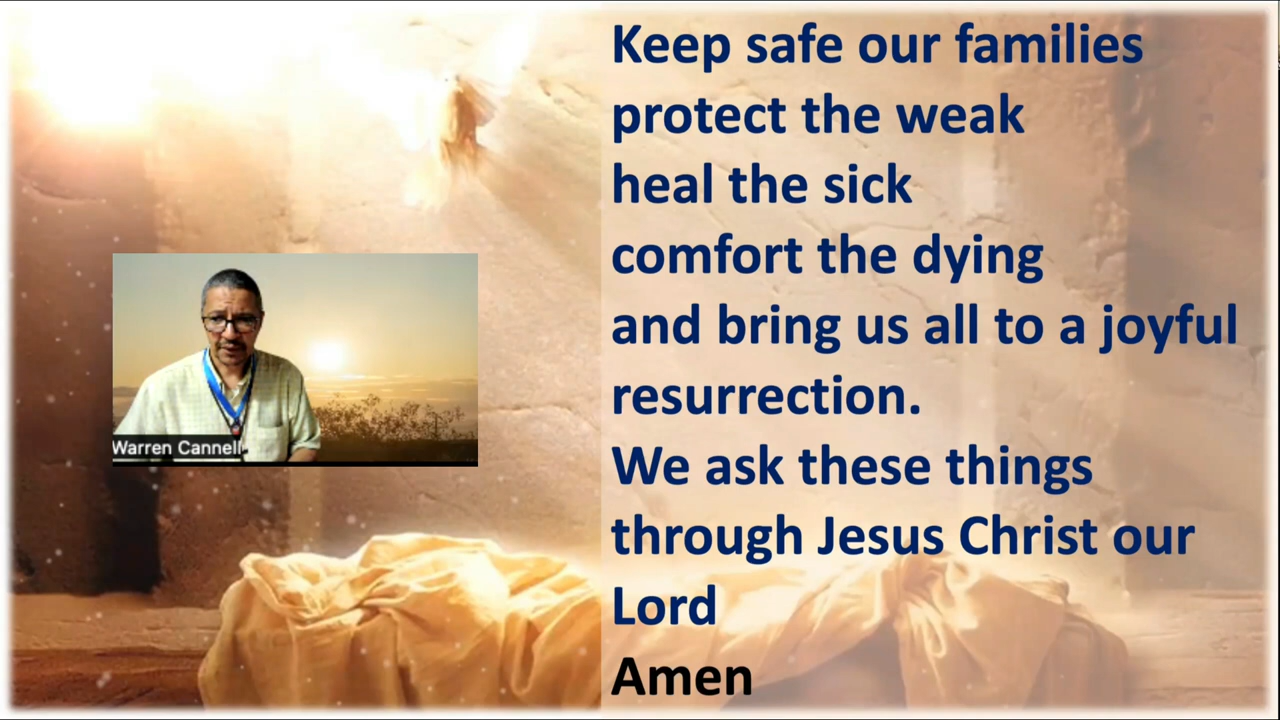 Keep safe our families
protect the weak
heal the sick
comfort the dying
and bring us all to a joyful
resurrection.
We ask these things
through Jesus Christ our
Lord
Amen
Warren Cannell